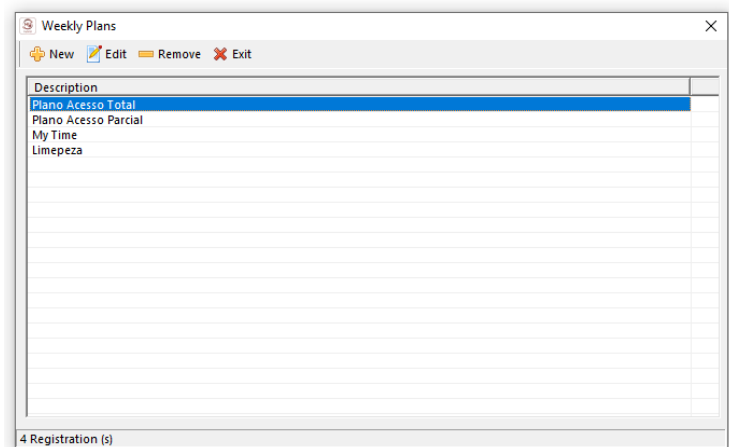 Weekly Plans
New Edit Remove Exit
Description
Plano Acesso Total
Plano Acesso Parcial
My Time
Limepeza
4 Registration (s)